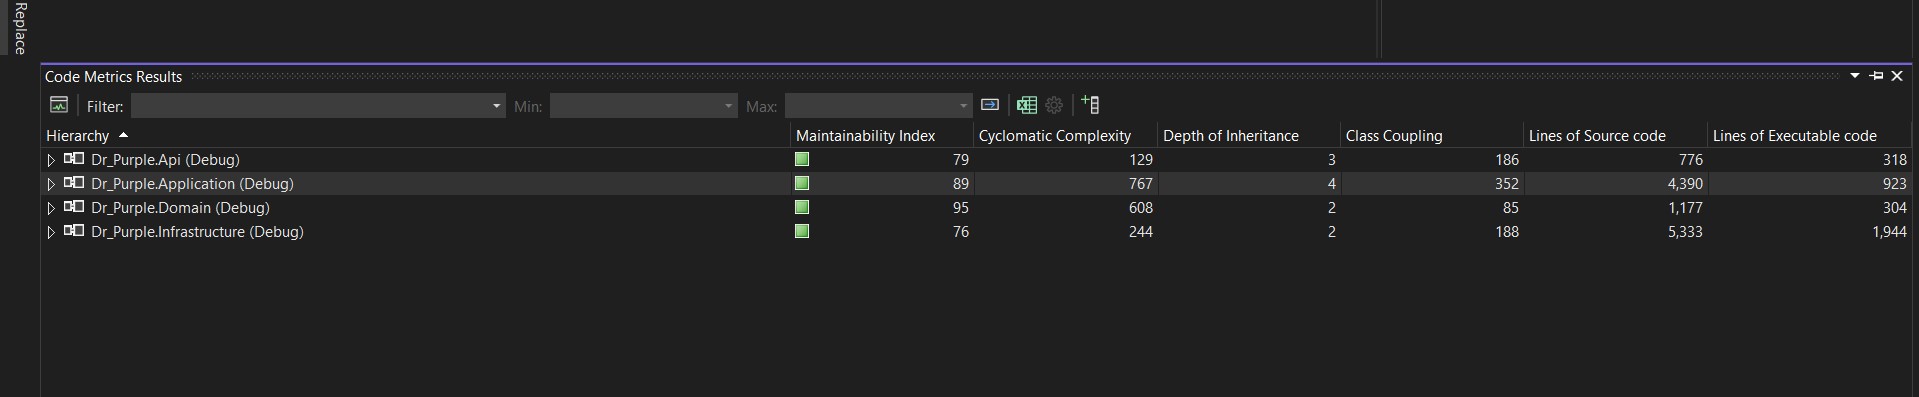 Replace
Code Metrics Results
Filter: Min: Max:
Hierarchy Maintainability Index Cyclomatic Complexity Depth of Inheritance Class Coupling Lines of Source code Lines of Executable code
Dr_Purple.Api (Debug) 79 129 3 186 776 318
Dr_Purple.Application (Debug) 89 767 4 352 4,390 923
Dr_Purple.Domain (Debug) 95 608 2 85 1,177 304
Dr_Purple.Infrastructure (Debug) 76 244 2 188 5,333 1,944